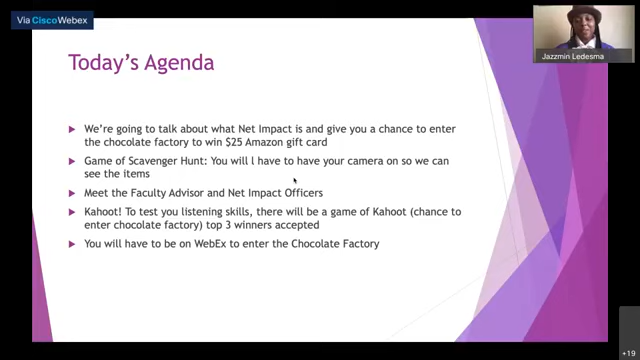 Via Cisco Webex
Jazzmin Ledesma
Today's Agenda
We're going to talk about what Net Impact is and give you a chance to enter
the chocolate factory to win $25 Amazon gift card
Game of Scavenger Hunt: You will l have to have your camera on so we can
see the items
Meet the Faculty Advisor and Net Impact Officers
Kahoot! To test you listening skills, there will be a game of Kahoot (chance to
enter chocolate factory) top 3 winners accepted
You will have to be on WebEx to enter the Chocolate Factory
+19